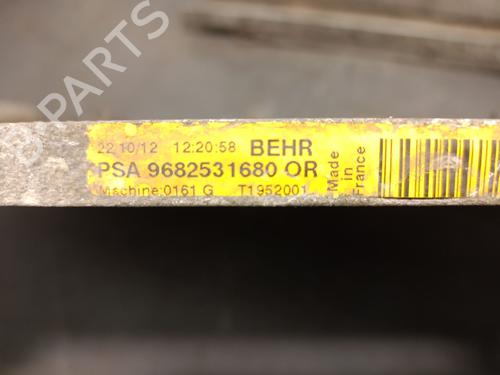 22/10/12 12:20:58 BEHR
PSA 9682531680 OR
Machine:0161 G T1952001
Made
in
France
B-PARTS